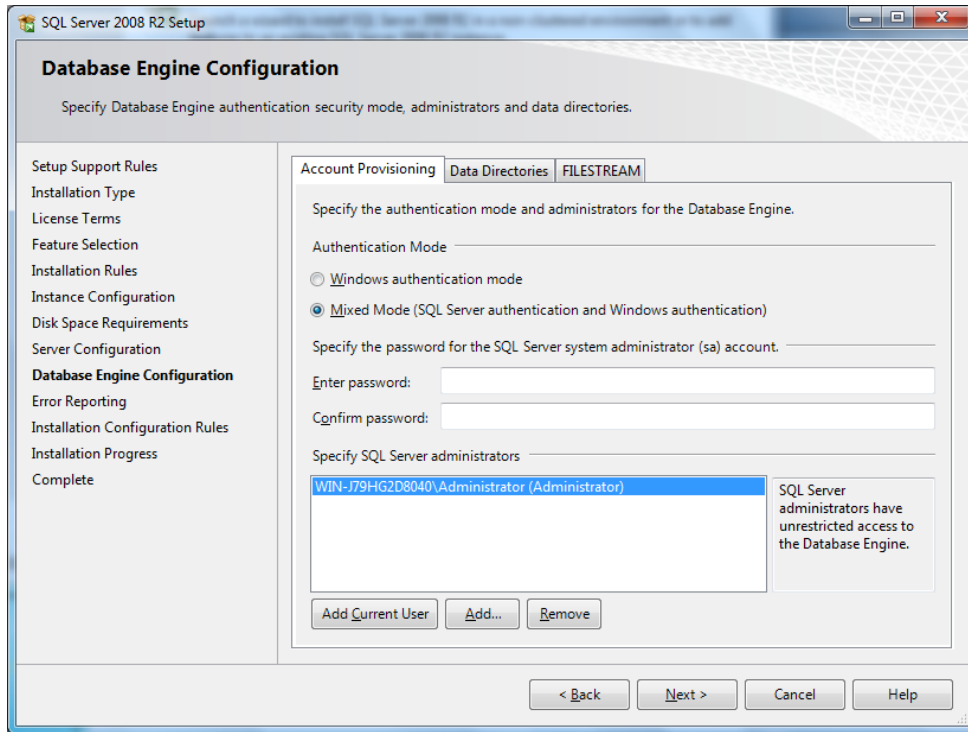 SQL Server 2008 R2 Setup
Database Engine Configuration
Specify Database Engine authentication security mode, administrators and data directories.
Setup Support Rules
Installation Type
License Terms
Feature Selection
Installation Rules
Instance Configuration
Disk Space Requirements
Server Configuration
Database Engine Configuration
Error Reporting
Installation Configuration Rules
Installation Progress
Complete
Account Provisioning
Data Directories
FILESTREAM
Specify the authentication mode and administrators for the Database Engine.
Authentication Mode
Windows authentication mode
Mixed Mode (SQL Server authentication and Windows authentication)
Specify the password for the SQL Server system administrator (sa) account.
Enter password:
Confirm password:
Specify SQL Server administrators
WIN-J79HG2D8040\Administrator (Administrator)
SQL Server
administrators have
unrestricted access to
the Database Engine.
Add Current User
Add...
Remove
< Back
Next >
Cancel
Help